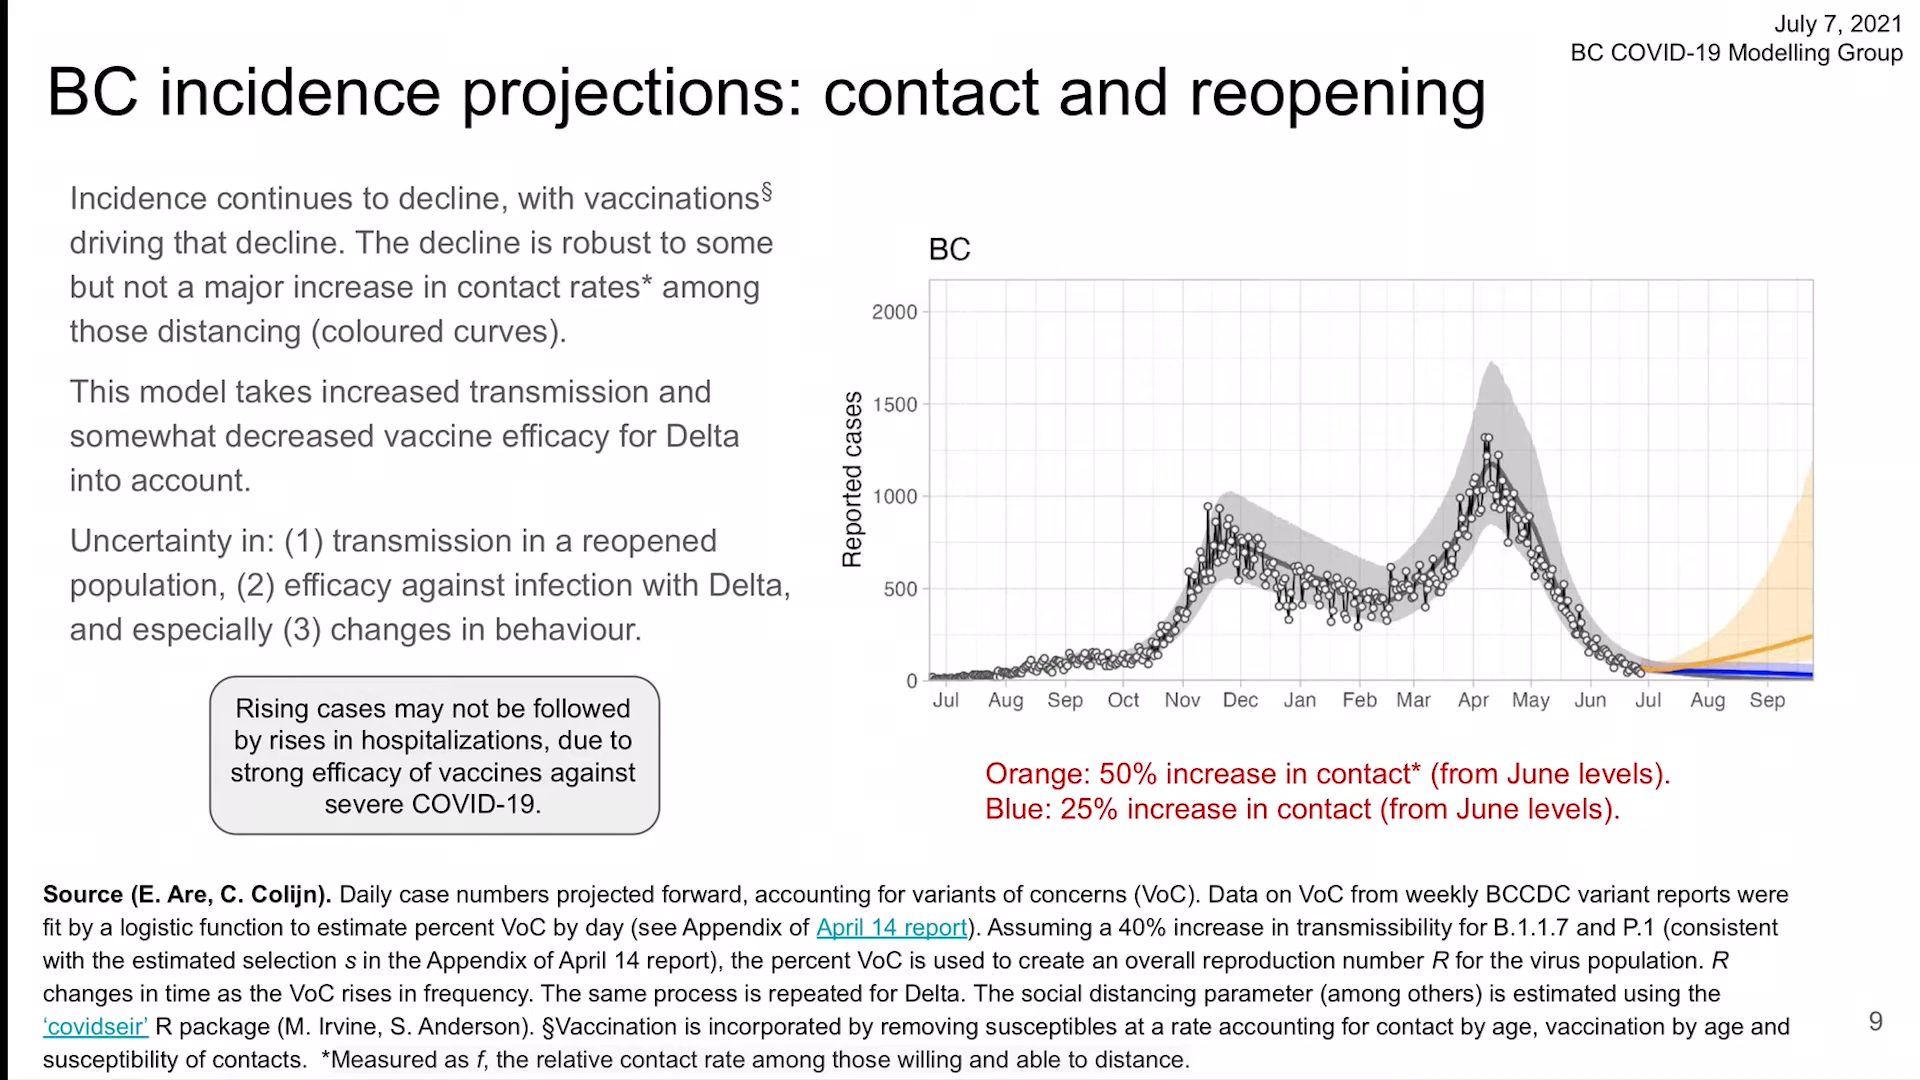 July 7, 2021
BC COVID-19 Modelling Group
BC incidence projections: contact and reopening
Incidence continues to decline, with vaccinations§
driving that decline. The decline is robust to some
but not a major increase in contact rates* among
those distancing (coloured curves).
This model takes increased transmission and
somewhat decreased vaccine efficacy for Delta
into account.
Uncertainty in: (1) transmission in a reopened
population, (2) efficacy against infection with Delta,
and especially (3) changes in behaviour.
Rising cases may not be followed
by rises in hospitalizations, due to
strong efficacy of vaccines against
severe COVID-19.
BC
Reported cases
2000
1500
1000
500
0
Jul Aug Sep Oct Nov Dec Jan Feb Mar Apr May Jun Jul Aug Sep
Orange: 50% increase in contact* (from June levels).
Blue: 25% increase in contact (from June levels).
Source (E. Are, C. Colijn). Daily case numbers projected forward, accounting for variants of concerns (VoC). Data on VoC from weekly BCCDC variant reports were
fit by a logistic function to estimate percent VoC by day (see Appendix of April 14 report). Assuming a 40% increase in transmissibility for B.1.1.7 and P.1 (consistent
with the estimated selection s in the Appendix of April 14 report), the percent VoC is used to create an overall reproduction number R for the virus population. R
changes in time as the VoC rises in frequency. The same process is repeated for Delta. The social distancing parameter (among others) is estimated using the
‘covidseir’ R package (M. Irvine, S. Anderson). §Vaccination is incorporated by removing susceptibles at a rate accounting for contact by age, vaccination by age and
susceptibility of contacts. *Measured as f, the relative contact rate among those willing and able to distance.
9